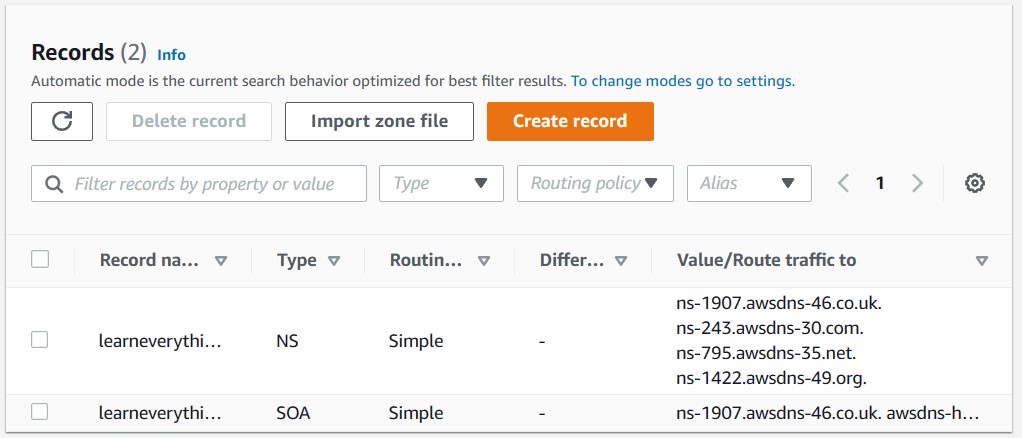 Records (2) Info
Automatic mode is the current search behavior optimized for best filter results. To change modes go to settings.
Delete record Import zone file Create record
Filter records by property or value Type Routing policy Alias 1
Record na... Type Routin... Differ... Value/Route traffic to
ns-1907.awsdns-46.co.uk.
ns-243.awsdns-30.com.
learneverythi... NS Simple -
ns-795.awsdns-35.net.
ns-1422.awsdns-49.org.
learneverythi... SOA Simple - ns-1907.awsdns-46.co.uk. awsdns-h...